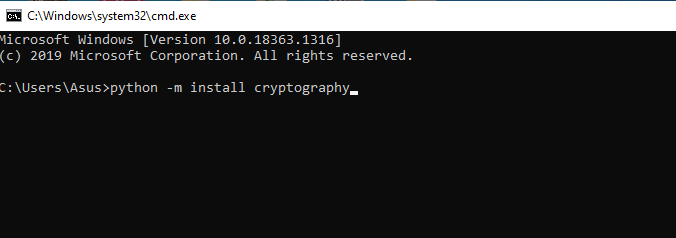 C:\Windows\system32\cmd.exe
Microsoft Windows [Version 10.0.18363.1316]
(c) 2019 Microsoft Corporation. All rights reserved.
C:\Users\Asus>python -m install cryptography